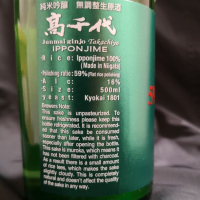 純米吟醸 無調整生原酒
高千代
Junmai ginjo Takachiyo
IPPONJIME
・Rice: Ipponjime 100%
(Made in Niigata)
・Polishing rate: 59% (Flat rice polishing)
・Alc 16%
・Size: 500ml
・Yeast: Kyokai 1801
Brewers Note:
This sake is unpasteurized. To
ensure freshness please keep this
bottle refrigerated. It is recommended
that this sake be consumed
sooner than later, while it is fresh,
especially after opening the bottle.
This sake is muroka, which means it
has not been filtered with charcoal.
As a result there is a small amount
of rice lees, which makes the sake
slightly cloudy. This is completely
natural and doesn't affect the quality
of the sake in any way.